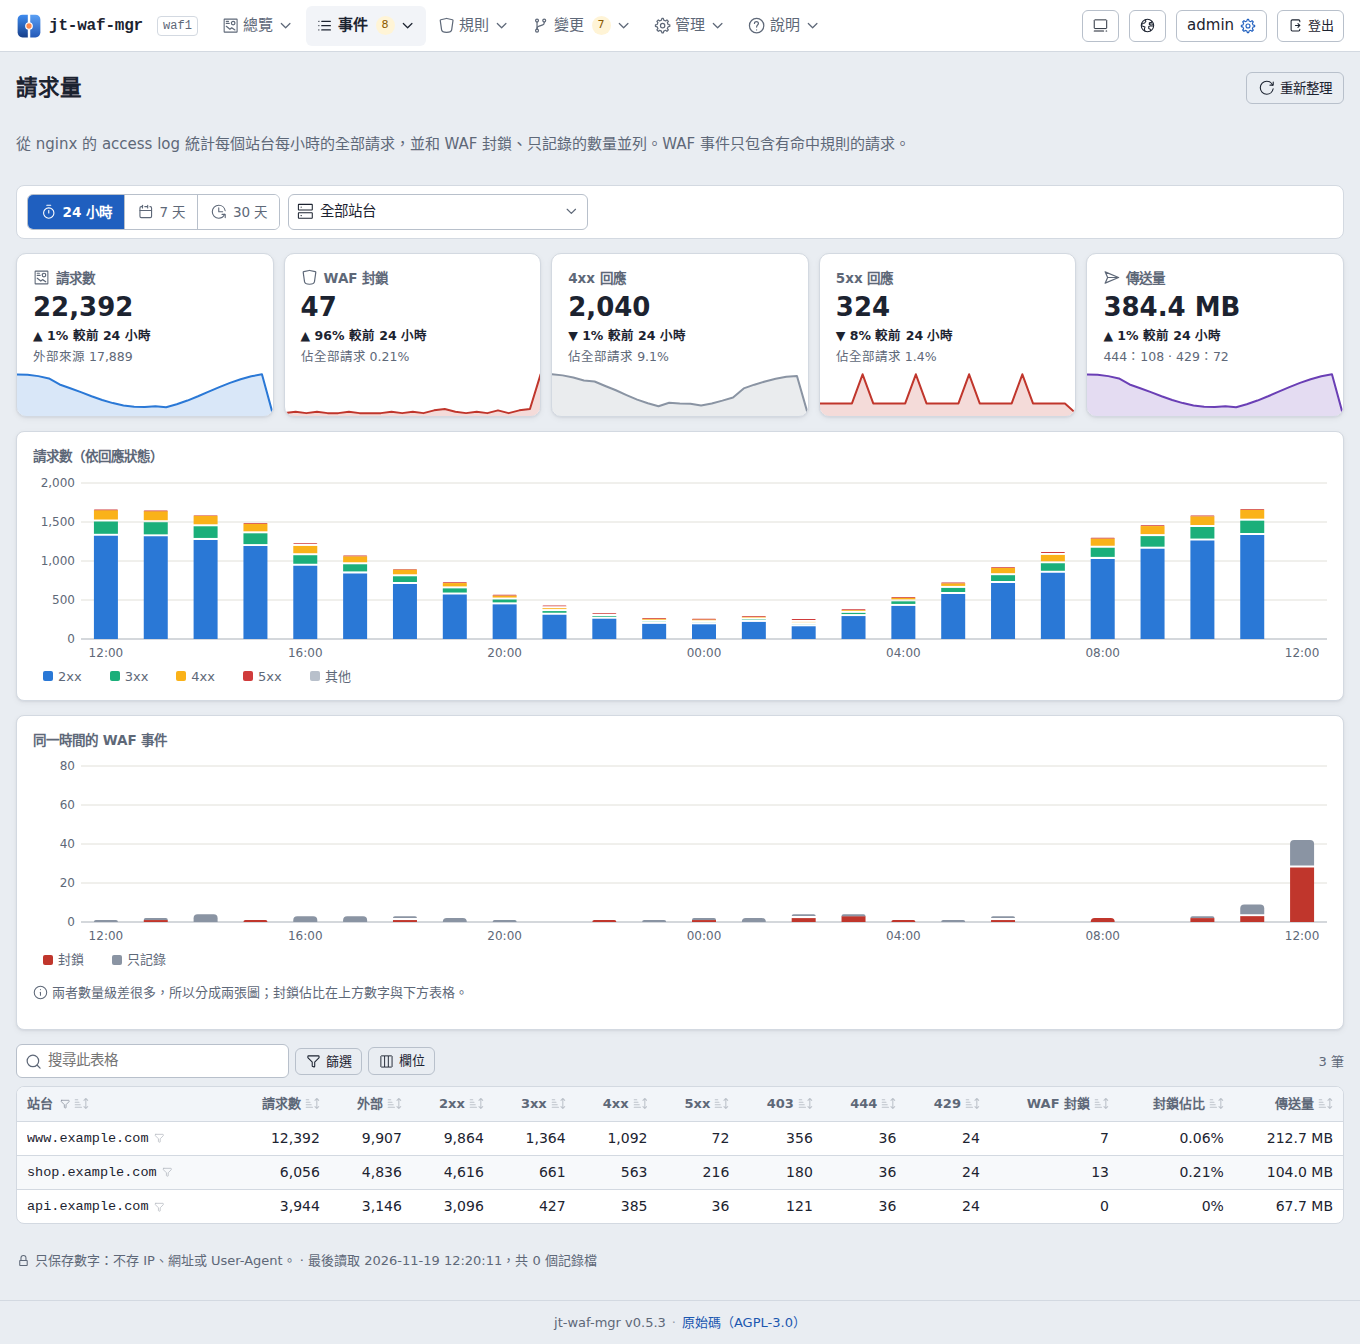 jt-waf-mgr waf1 總覽 事件 8 規則 變更 7 管理 說明 admin 登出
請求量 重新整理
從 nginx 的 access log 統計每個站台每小時的全部請求，並和 WAF 封鎖、只記錄的數量並列。WAF 事件只包含有命中規則的請求。
24 小時 7 天 30 天 全部站台
請求數 WAF 封鎖 4xx 回應 5xx 回應 傳送量
22,392 47 2,040 324 384.4 MB
▲ 1% 較前 24 小時 ▲ 96% 較前 24 小時 ▼ 1% 較前 24 小時 ▼ 8% 較前 24 小時 ▲ 1% 較前 24 小時
外部來源 17,889 佔全部請求 0.21% 佔全部請求 9.1% 佔全部請求 1.4% 444：108 · 429：72
請求數（依回應狀態）
2,000
1,500
1,000
500
0
12:00 16:00 20:00 00:00 04:00 08:00 12:00
2xx 3xx 4xx 5xx 其他
同一時間的 WAF 事件
80
60
40
20
0
12:00 16:00 20:00 00:00 04:00 08:00 12:00
封鎖 只記錄
兩者數量級差很多，所以分成兩張圖；封鎖佔比在上方數字與下方表格。
搜尋此表格 篩選 欄位 3 筆
站台 請求數 外部 2xx 3xx 4xx 5xx 403 444 429 WAF 封鎖 封鎖佔比 傳送量
www.example.com 12,392 9,907 9,864 1,364 1,092 72 356 36 24 7 0.06% 212.7 MB
shop.example.com 6,056 4,836 4,616 661 563 216 180 36 24 13 0.21% 104.0 MB
api.example.com 3,944 3,146 3,096 427 385 36 121 36 24 0 0% 67.7 MB
只保存數字：不存 IP、網址或 User-Agent。 · 最後讀取 2026-11-19 12:20:11，共 0 個記錄檔
jt-waf-mgr v0.5.3 · 原始碼（AGPL-3.0）